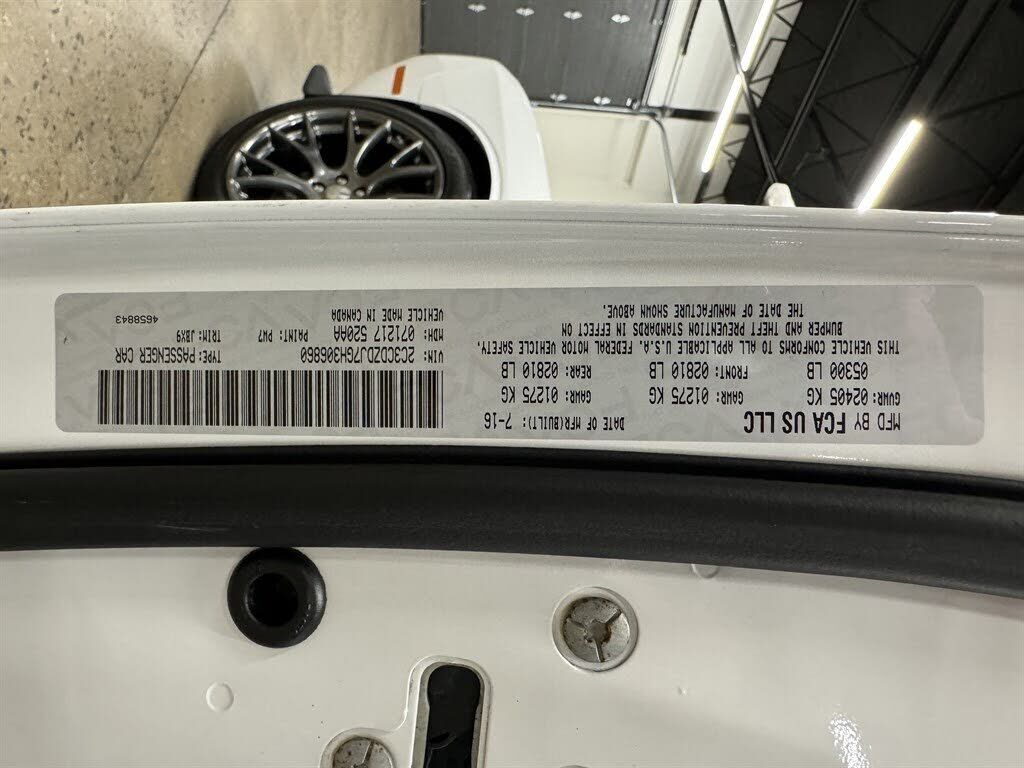 MFD BY FCA US LLC
DATE OF MFR(BUILT): 7-16
GVWR: 02405 KG
GAWR: 01275 KG
GAWR: 01275 KG
05300 LB
FRONT: 02810 LB
REAR: 02810 LB
THIS VEHICLE CONFORMS TO ALL APPLICABLE U.S.A. FEDERAL MOTOR VEHICLE SAFETY,
BUMPER AND THEFT PREVENTION STANDARDS IN EFFECT ON
THE DATE OF MANUFACTURE SHOWN ABOVE.
VIN: 2C3CDZDJ7GH306860
TYPE: PASSENGER CAR
MDH: 071217 520AA
PAINT: PW7
TRIM: JBX9
VEHICLE MADE IN CANADA
4658843